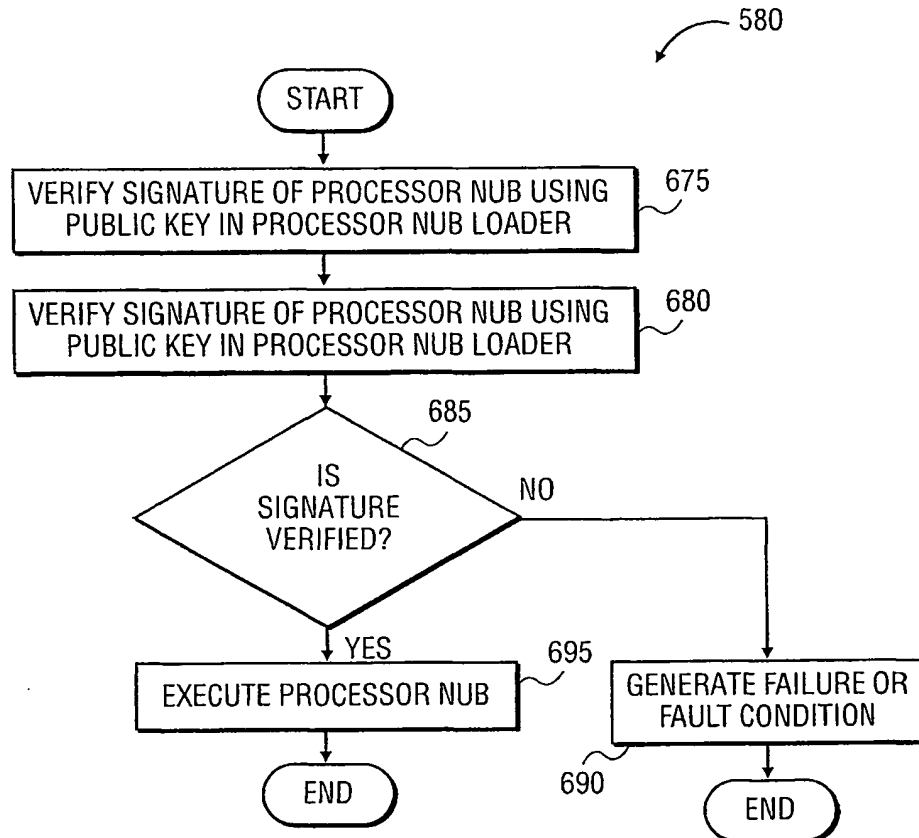 580
START
VERIFY SIGNATURE OF PROCESSOR NUB USING
PUBLIC KEY IN PROCESSOR NUB LOADER
675
VERIFY SIGNATURE OF PROCESSOR NUB USING
PUBLIC KEY IN PROCESSOR NUB LOADER
680
685
IS
SIGNATURE
VERIFIED?
NO
YES
EXECUTE PROCESSOR NUB
695
GENERATE FAILURE OR
FAULT CONDITION
690
END
END